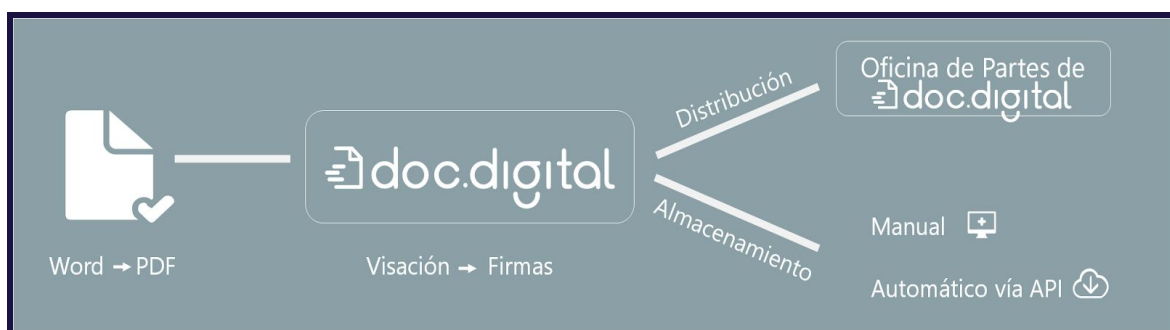 Word → PDF
doc.digital
Visación → Firmas
Distribución
Almacenamiento
Oficina de Partes de
doc.digital
Manual
Automático vía API